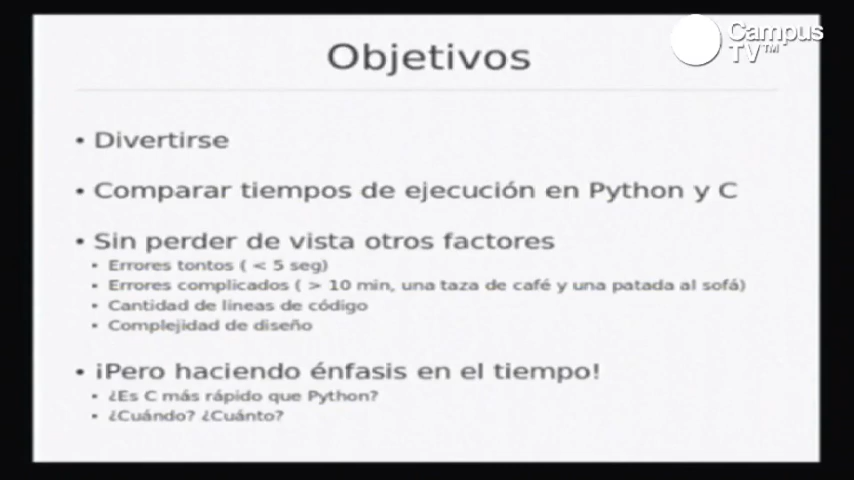 Campus
TV™
Objetivos
• Divertirse
• Comparar tiempos de ejecución en Python y C
• Sin perder de vista otros factores
• Errores tontos ( < 5 seg)
• Errores complicados ( > 10 min, una taza de café y una patada al sofá)
• Cantidad de lineas de código
• Complejidad de diseño
• ¡Pero haciendo énfasis en el tiempo!
• ¿Es C más rápido que Python?
• ¿Cuándo? ¿Cuánto?